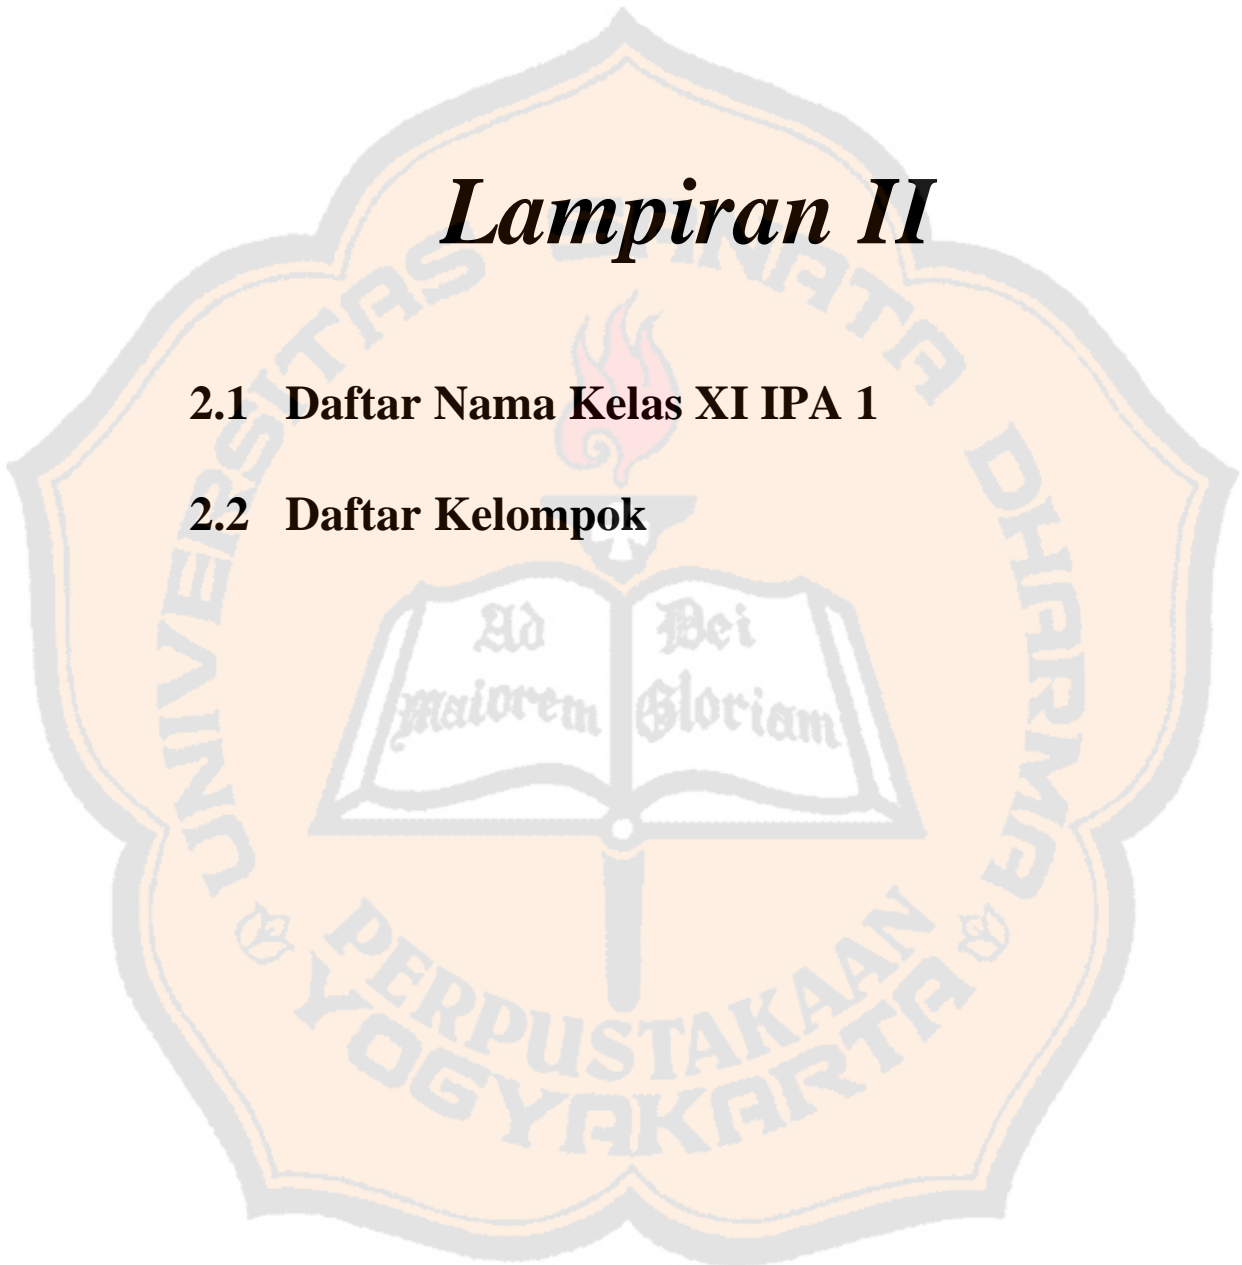 Lampiran II
2.1 Daftar Nama Kelas XI IPA 1
2.2 Daftar Kelompok
UNIVERSITAS SANATA DHARMA
Ad
maiorem
Dei
Gloriam
PERPUSTAKAAN
YOGYAKARTA